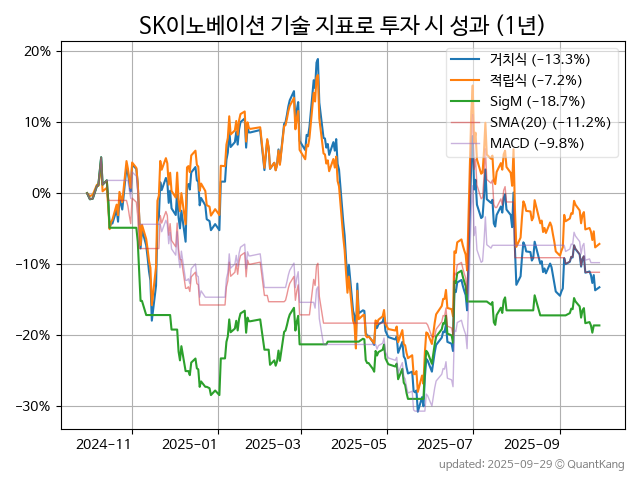 SK이노베이션 기술 지표로 투자 시 성과 (1년)
20%
10%
0%
−10%
−20%
−30%
거치식 (−13.3%)
적립식 (−7.2%)
SigM (−18.7%)
SMA(20) (−11.2%)
MACD (−9.8%)
2024-11
2025-01
2025-03
2025-05
2025-07
2025-09
updated: 2025-09-29 © QuantKang